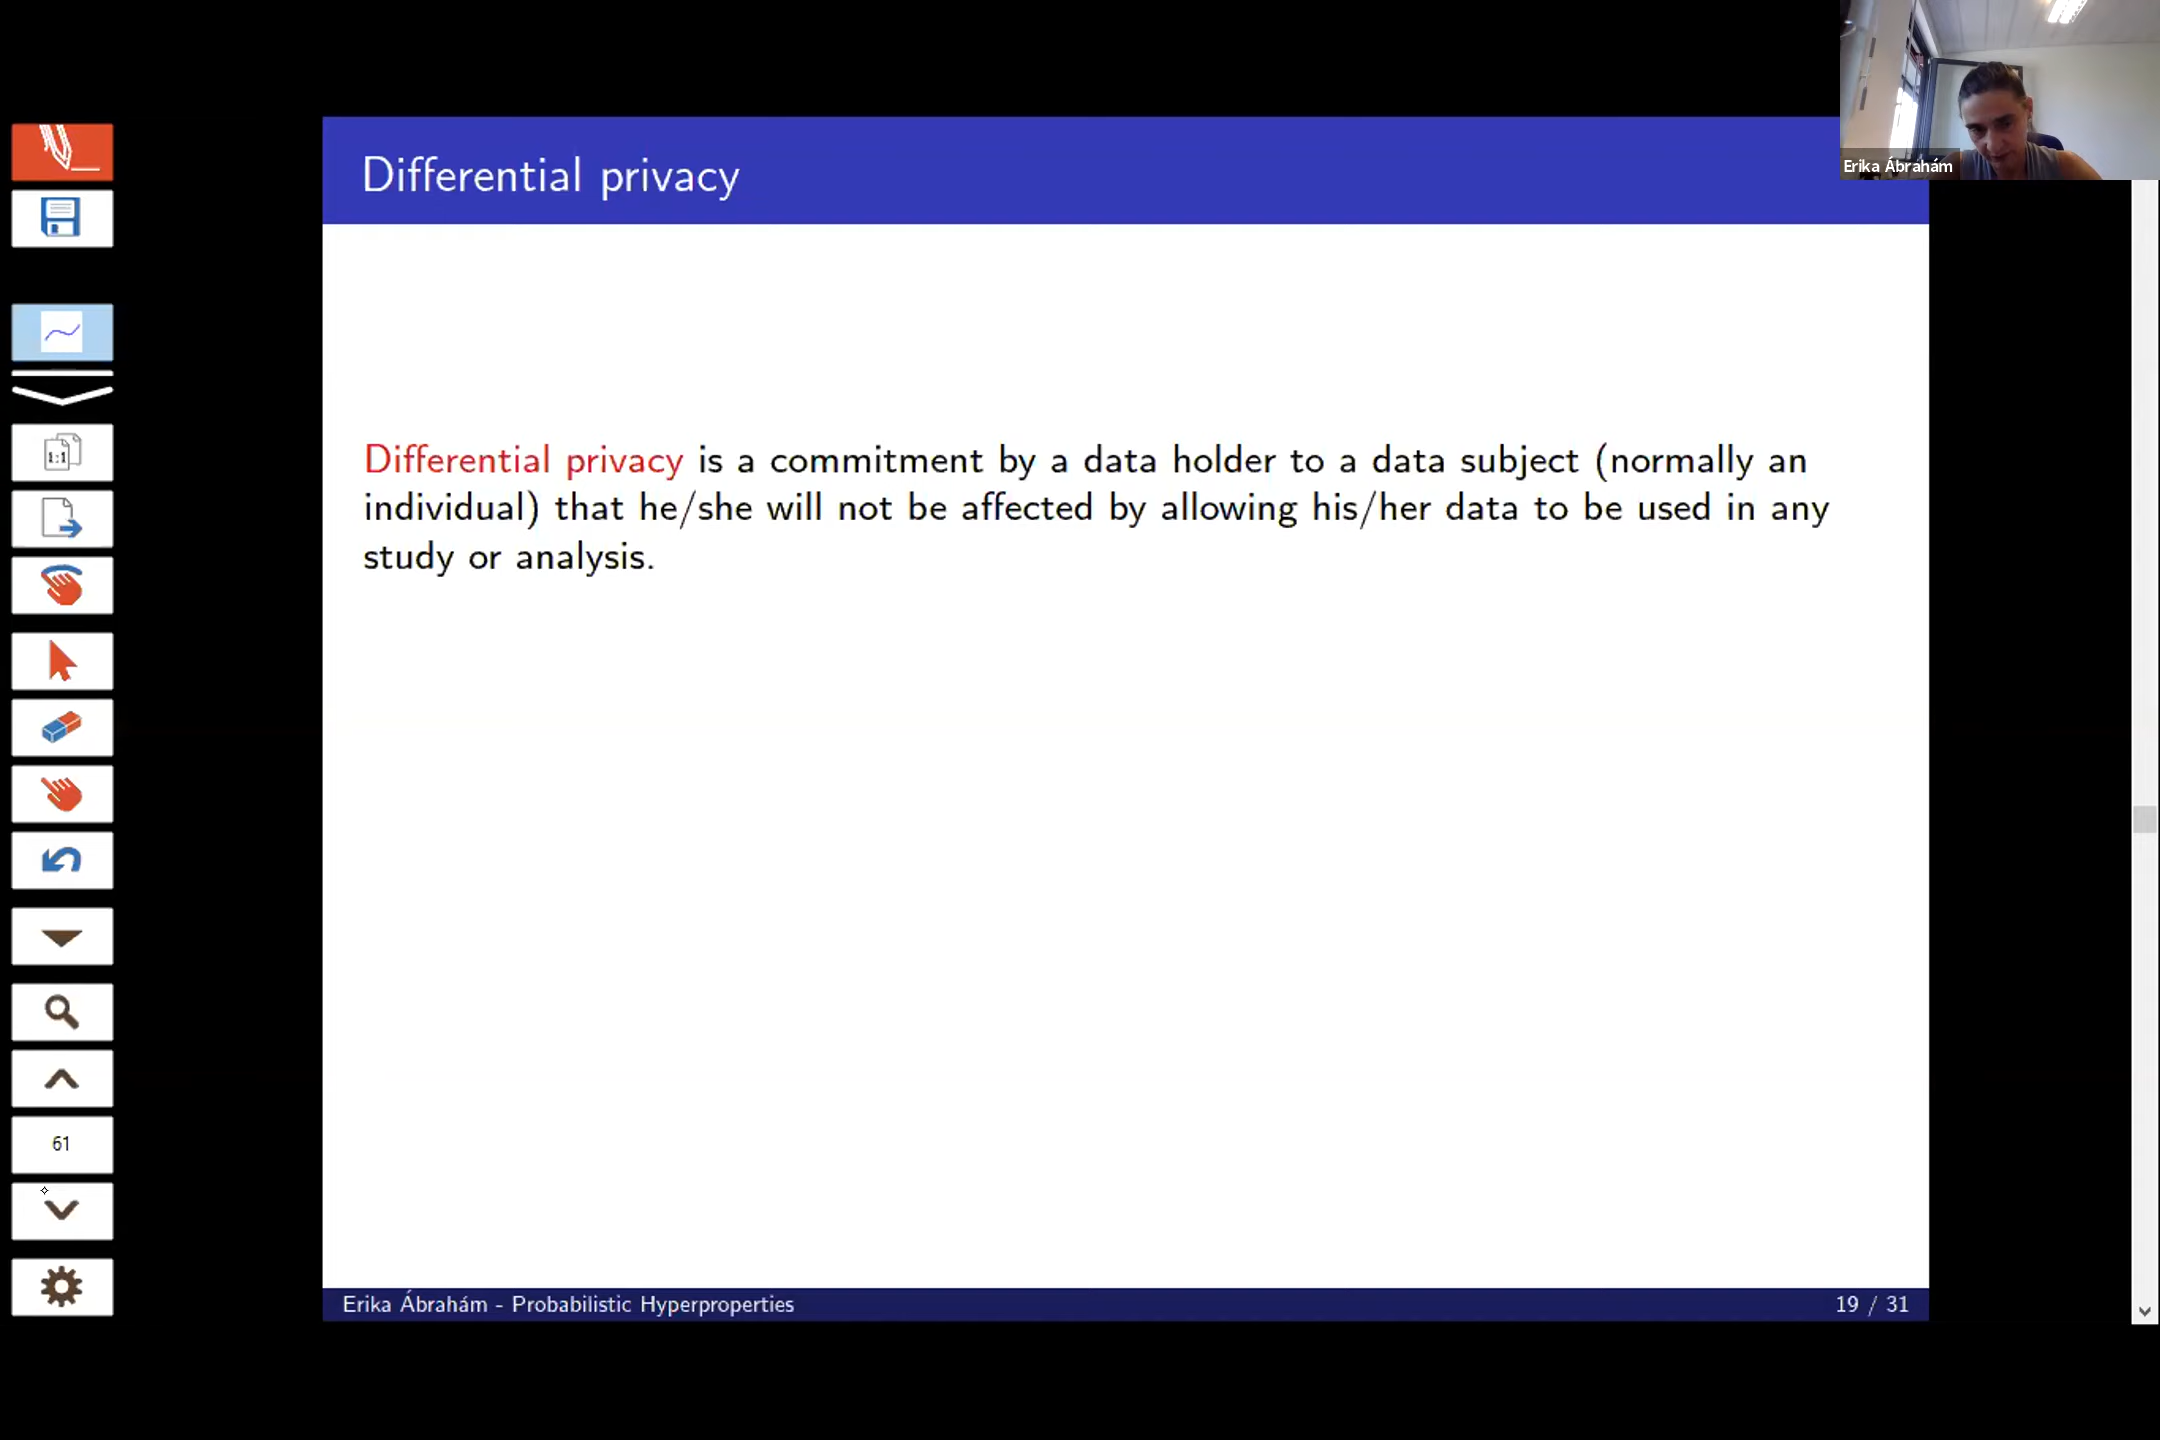 Erika Ábrahám
Differential privacy
Differential privacy is a commitment by a data holder to a data subject (normally an
individual) that he/she will not be affected by allowing his/her data to be used in any
study or analysis.
1:1
61
Erika Ábrahám - Probabilistic Hyperproperties
19 / 31